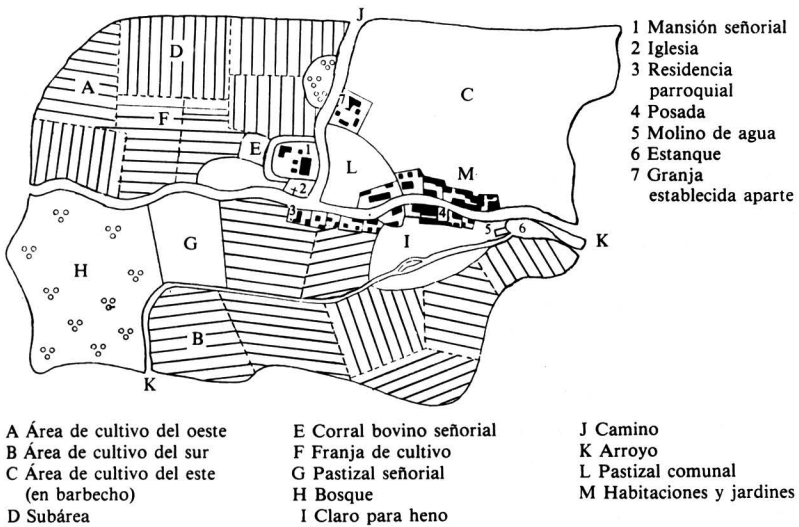 J
1 Mansión señorial
2 Iglesia
3 Residencia
parroquial
4 Posada
5 Molino de agua
6 Estanque
7 Granja
establecida aparte
D
A
C
7
F
E
1
L
M
2
3
4
5
6
K
G
I
H
B
K
A Área de cultivo del oeste
B Área de cultivo del sur
C Área de cultivo del este
(en barbecho)
D Subárea
E Corral bovino señorial
F Franja de cultivo
G Pastizal señorial
H Bosque
I Claro para heno
J Camino
K Arroyo
L Pastizal comunal
M Habitaciones y jardines